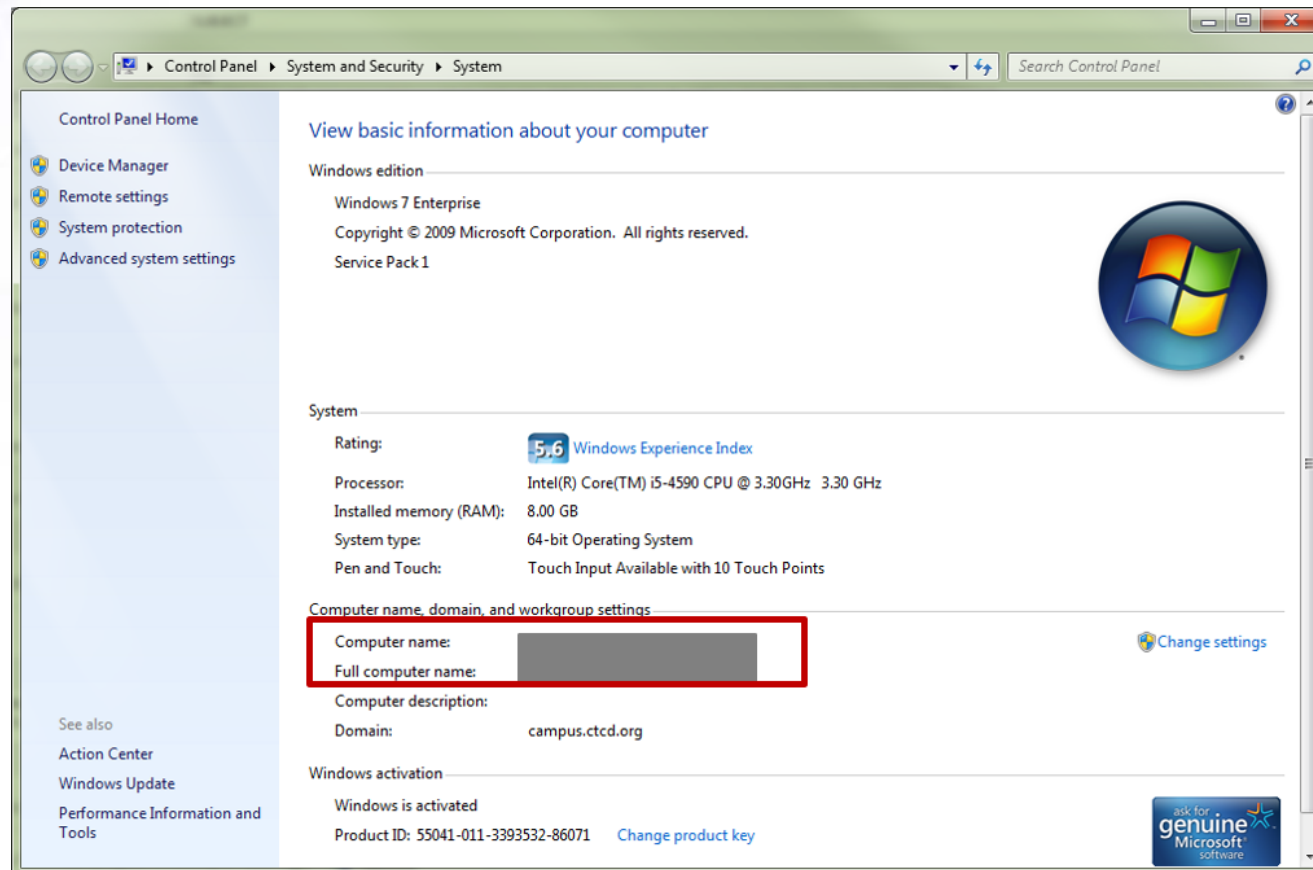 Control Panel ▸ System and Security ▸ System
Search Control Panel
Control Panel Home
Device Manager
Remote settings
System protection
Advanced system settings
See also
Action Center
Windows Update
Performance Information and
Tools
View basic information about your computer
Windows edition
Windows 7 Enterprise
Copyright © 2009 Microsoft Corporation. All rights reserved.
Service Pack 1
System
Rating: 5,6 Windows Experience Index
Processor: Intel(R) Core(TM) i5-4590 CPU @ 3.30GHz 3.30 GHz
Installed memory (RAM): 8.00 GB
System type: 64-bit Operating System
Pen and Touch: Touch Input Available with 10 Touch Points
Computer name, domain, and workgroup settings
Computer name: Change settings
Full computer name:
Computer description:
Domain: campus.ctcd.org
Windows activation
Windows is activated
Product ID: 55041-011-3393532-86071 Change product key
ask for
genuine
Microsoft
software